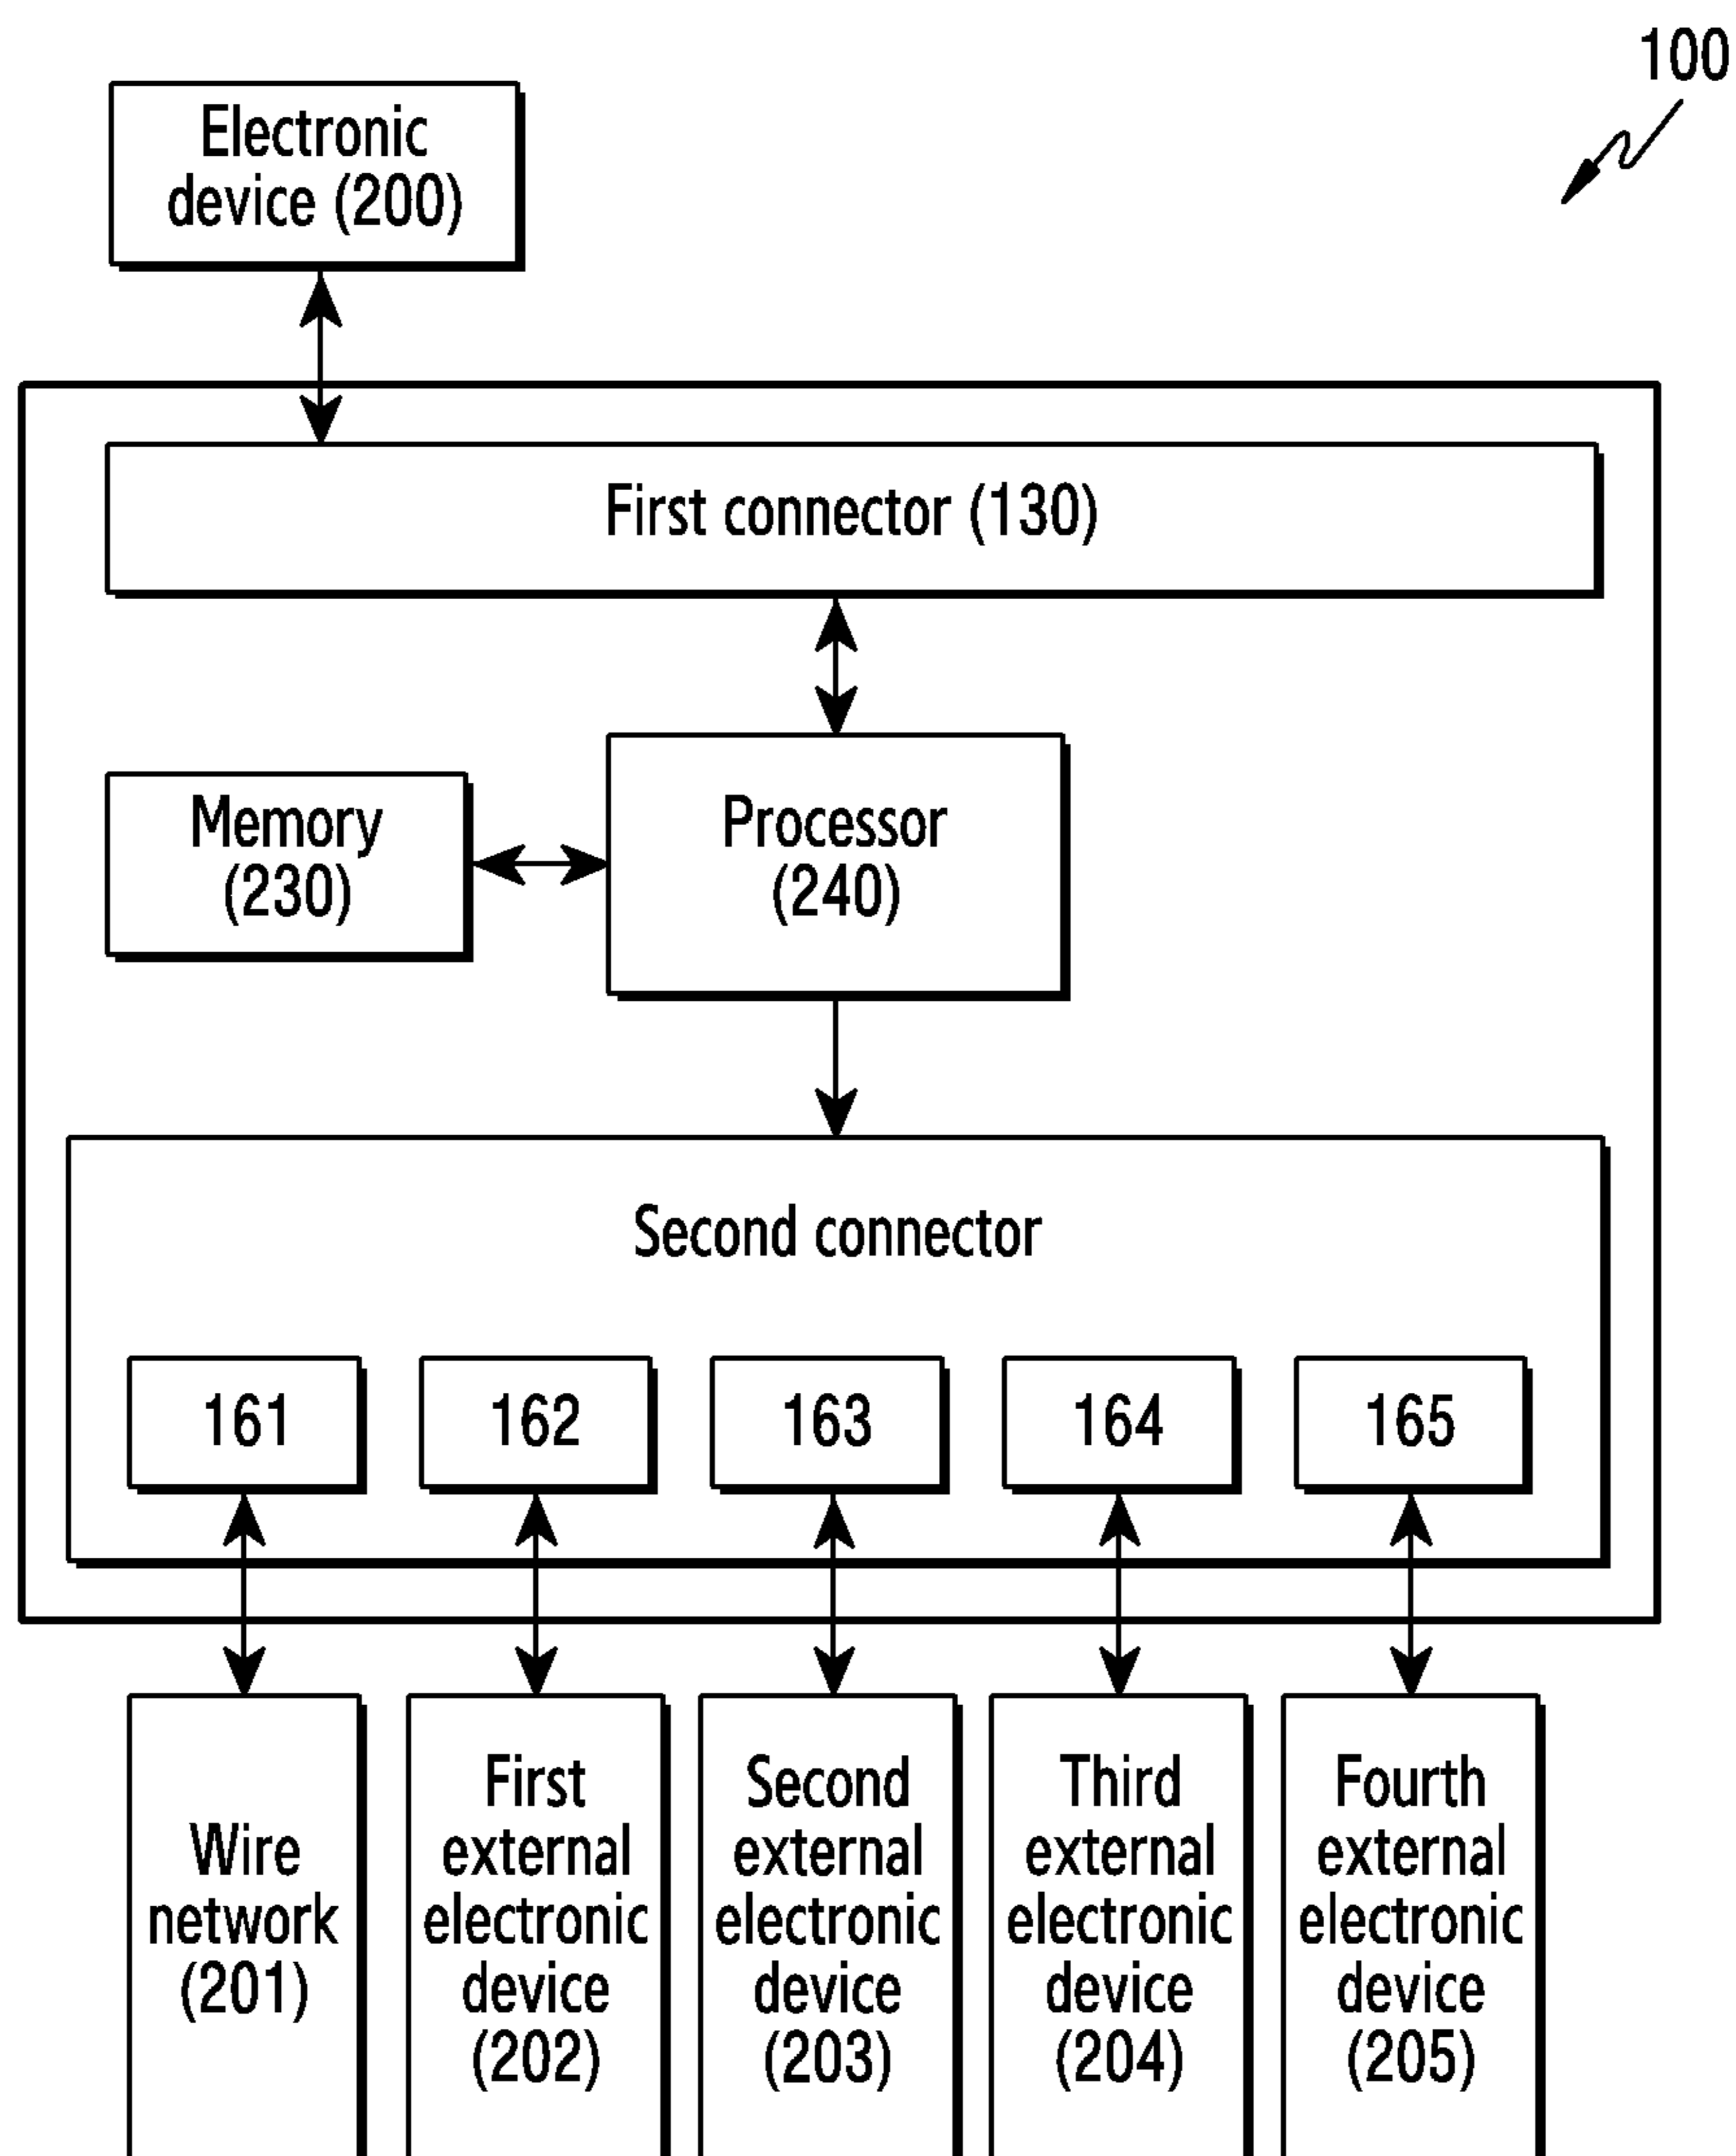 100
Electronic
device (200)
First connector (130)
Memory
(230)
Processor
(240)
Second connector
161
162
163
164
165
Wire
network
(201)
First
external
electronic
device
(202)
Second
external
electronic
device
(203)
Third
external
electronic
device
(204)
Fourth
external
electronic
device
(205)